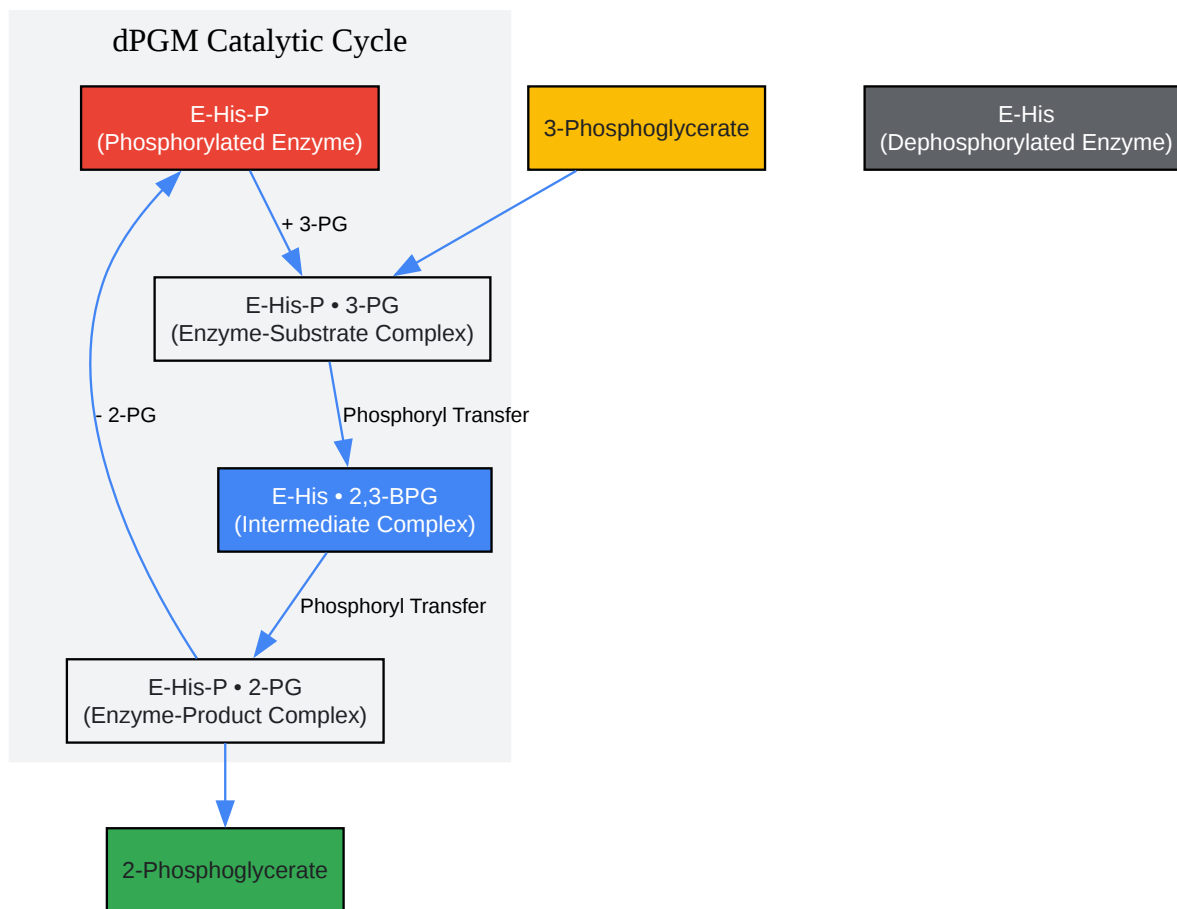 dPGM Catalytic Cycle
E-His-P
(Phosphorylated Enzyme)
3-Phosphoglycerate
E-His
(Dephosphorylated Enzyme)
+ 3-PG
E-His-P • 3-PG
(Enzyme-Substrate Complex)
- 2-PG
Phosphoryl Transfer
E-His • 2,3-BPG
(Intermediate Complex)
Phosphoryl Transfer
E-His-P • 2-PG
(Enzyme-Product Complex)
2-Phosphoglycerate